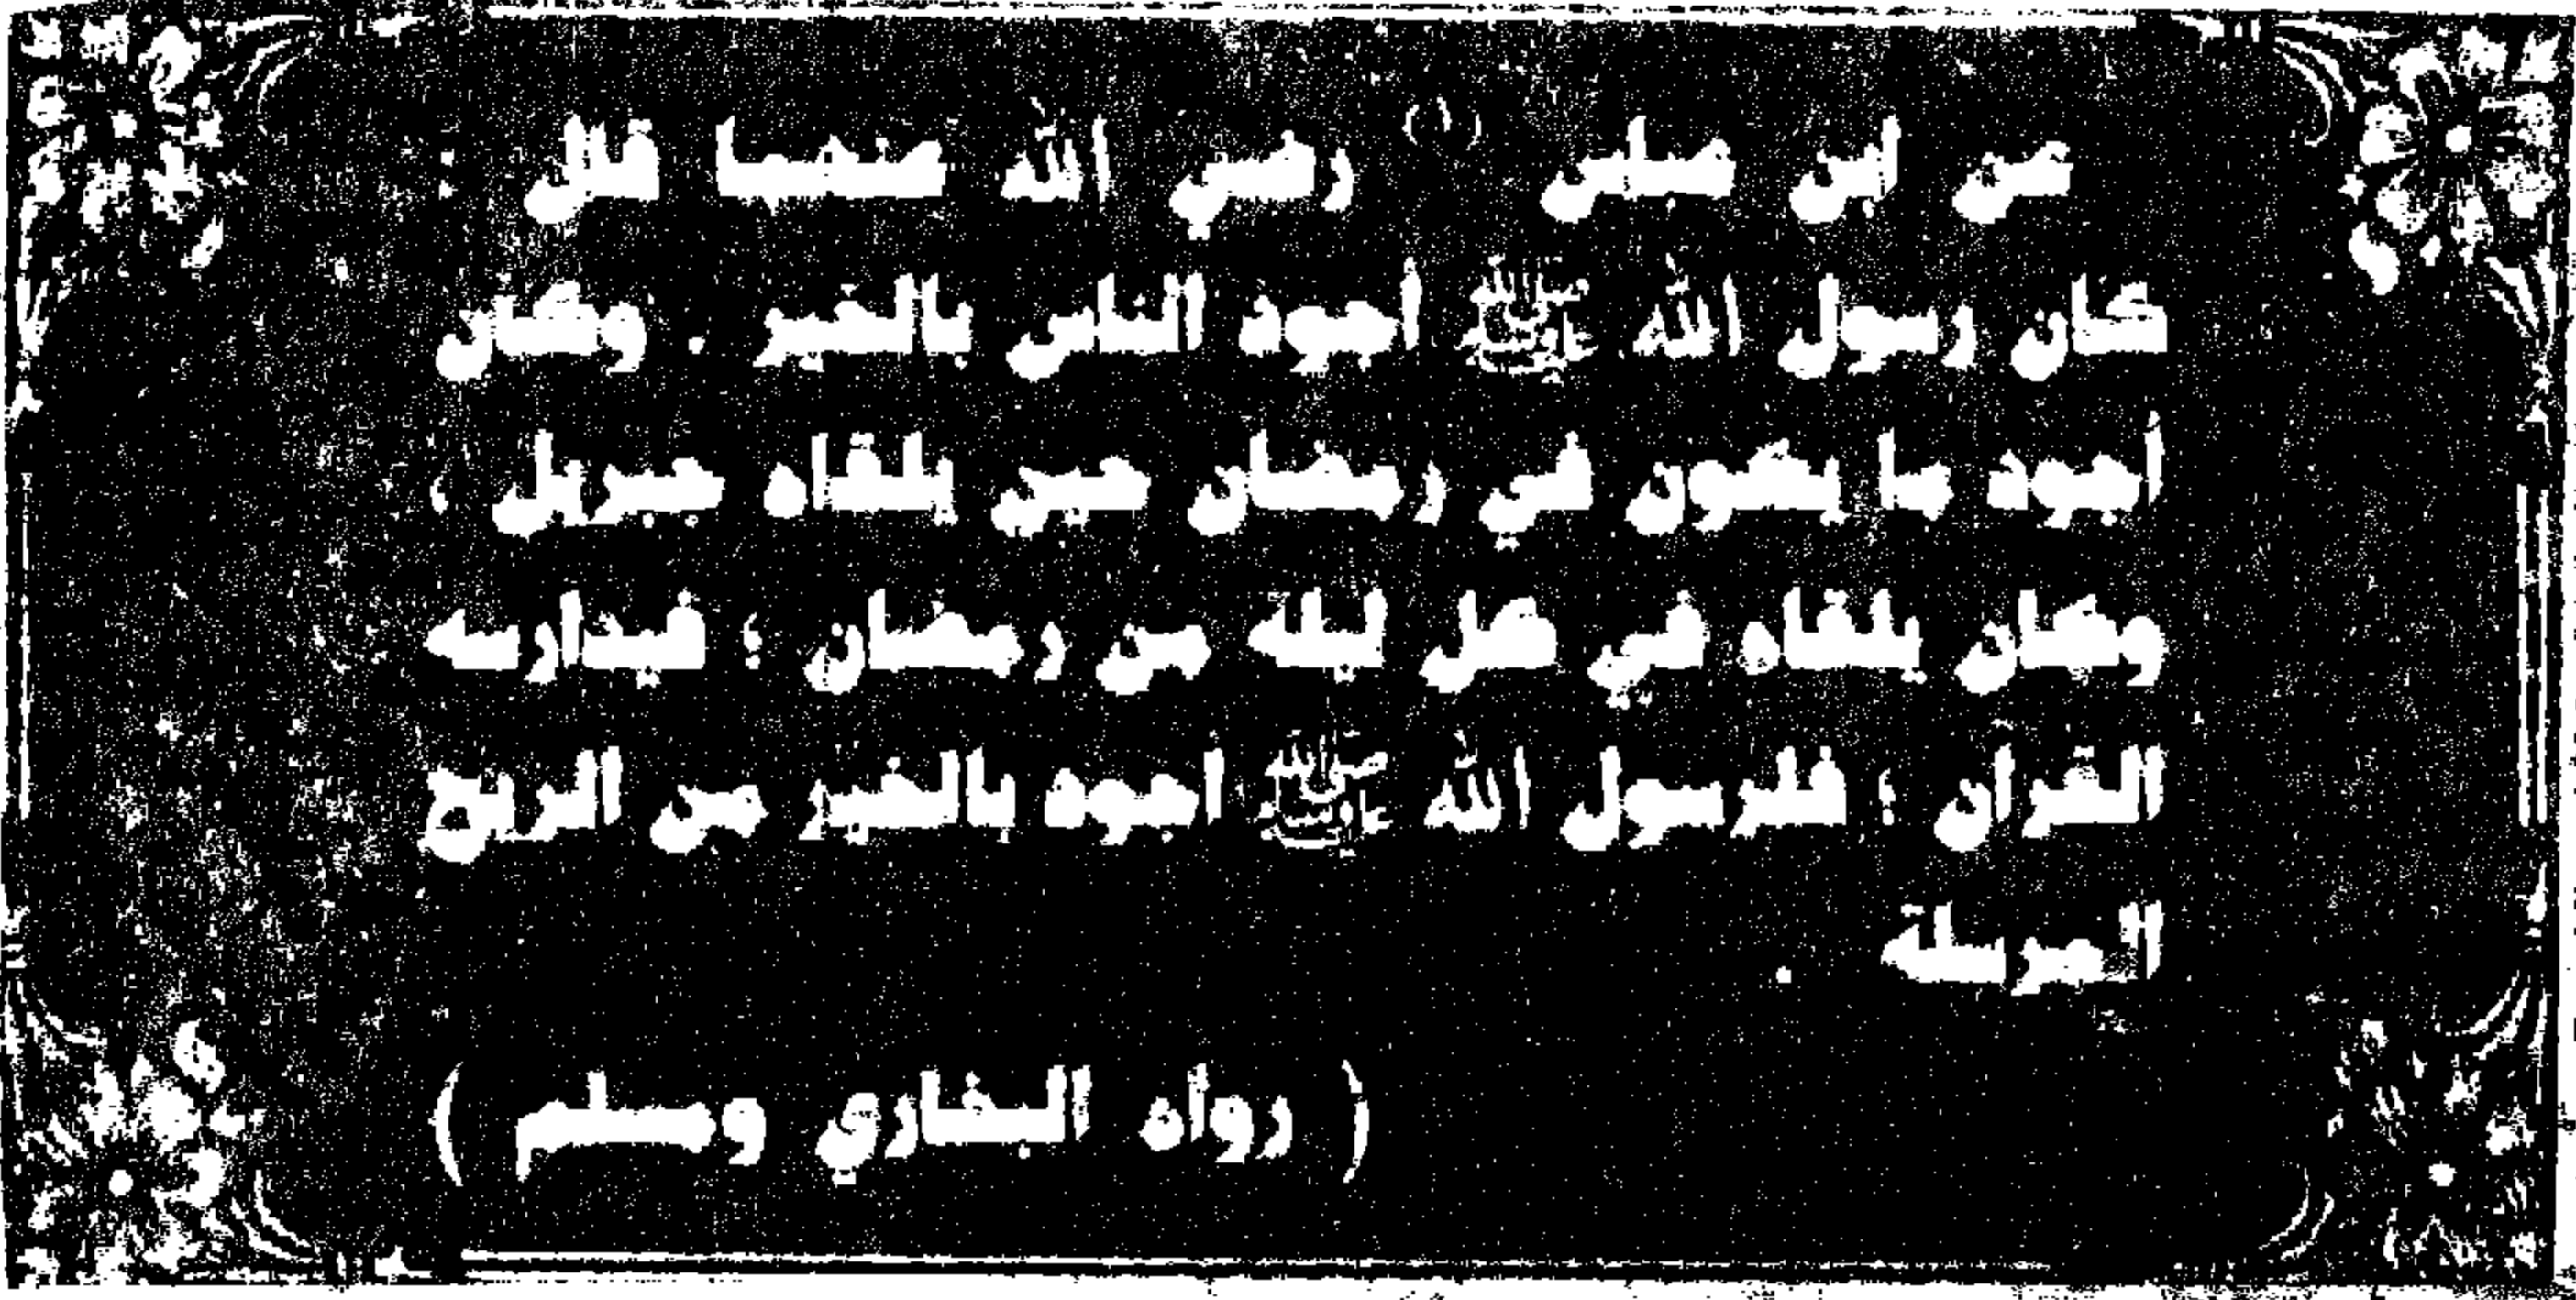 عن ابن عباس (١) رضي الله عنهما قال :
كان رسول الله ﷺ أجود الناس بالخير . وكان
أجود ما يكون في رمضان حين يلقاه جبريل ،
وكان يلقاه في كل ليلة من رمضان ؛ فيدارسه
القرآن ؛ فلرسول الله ﷺ أجود بالخير من الريح
المرسلة .
( رواه البخاري ومسلم )